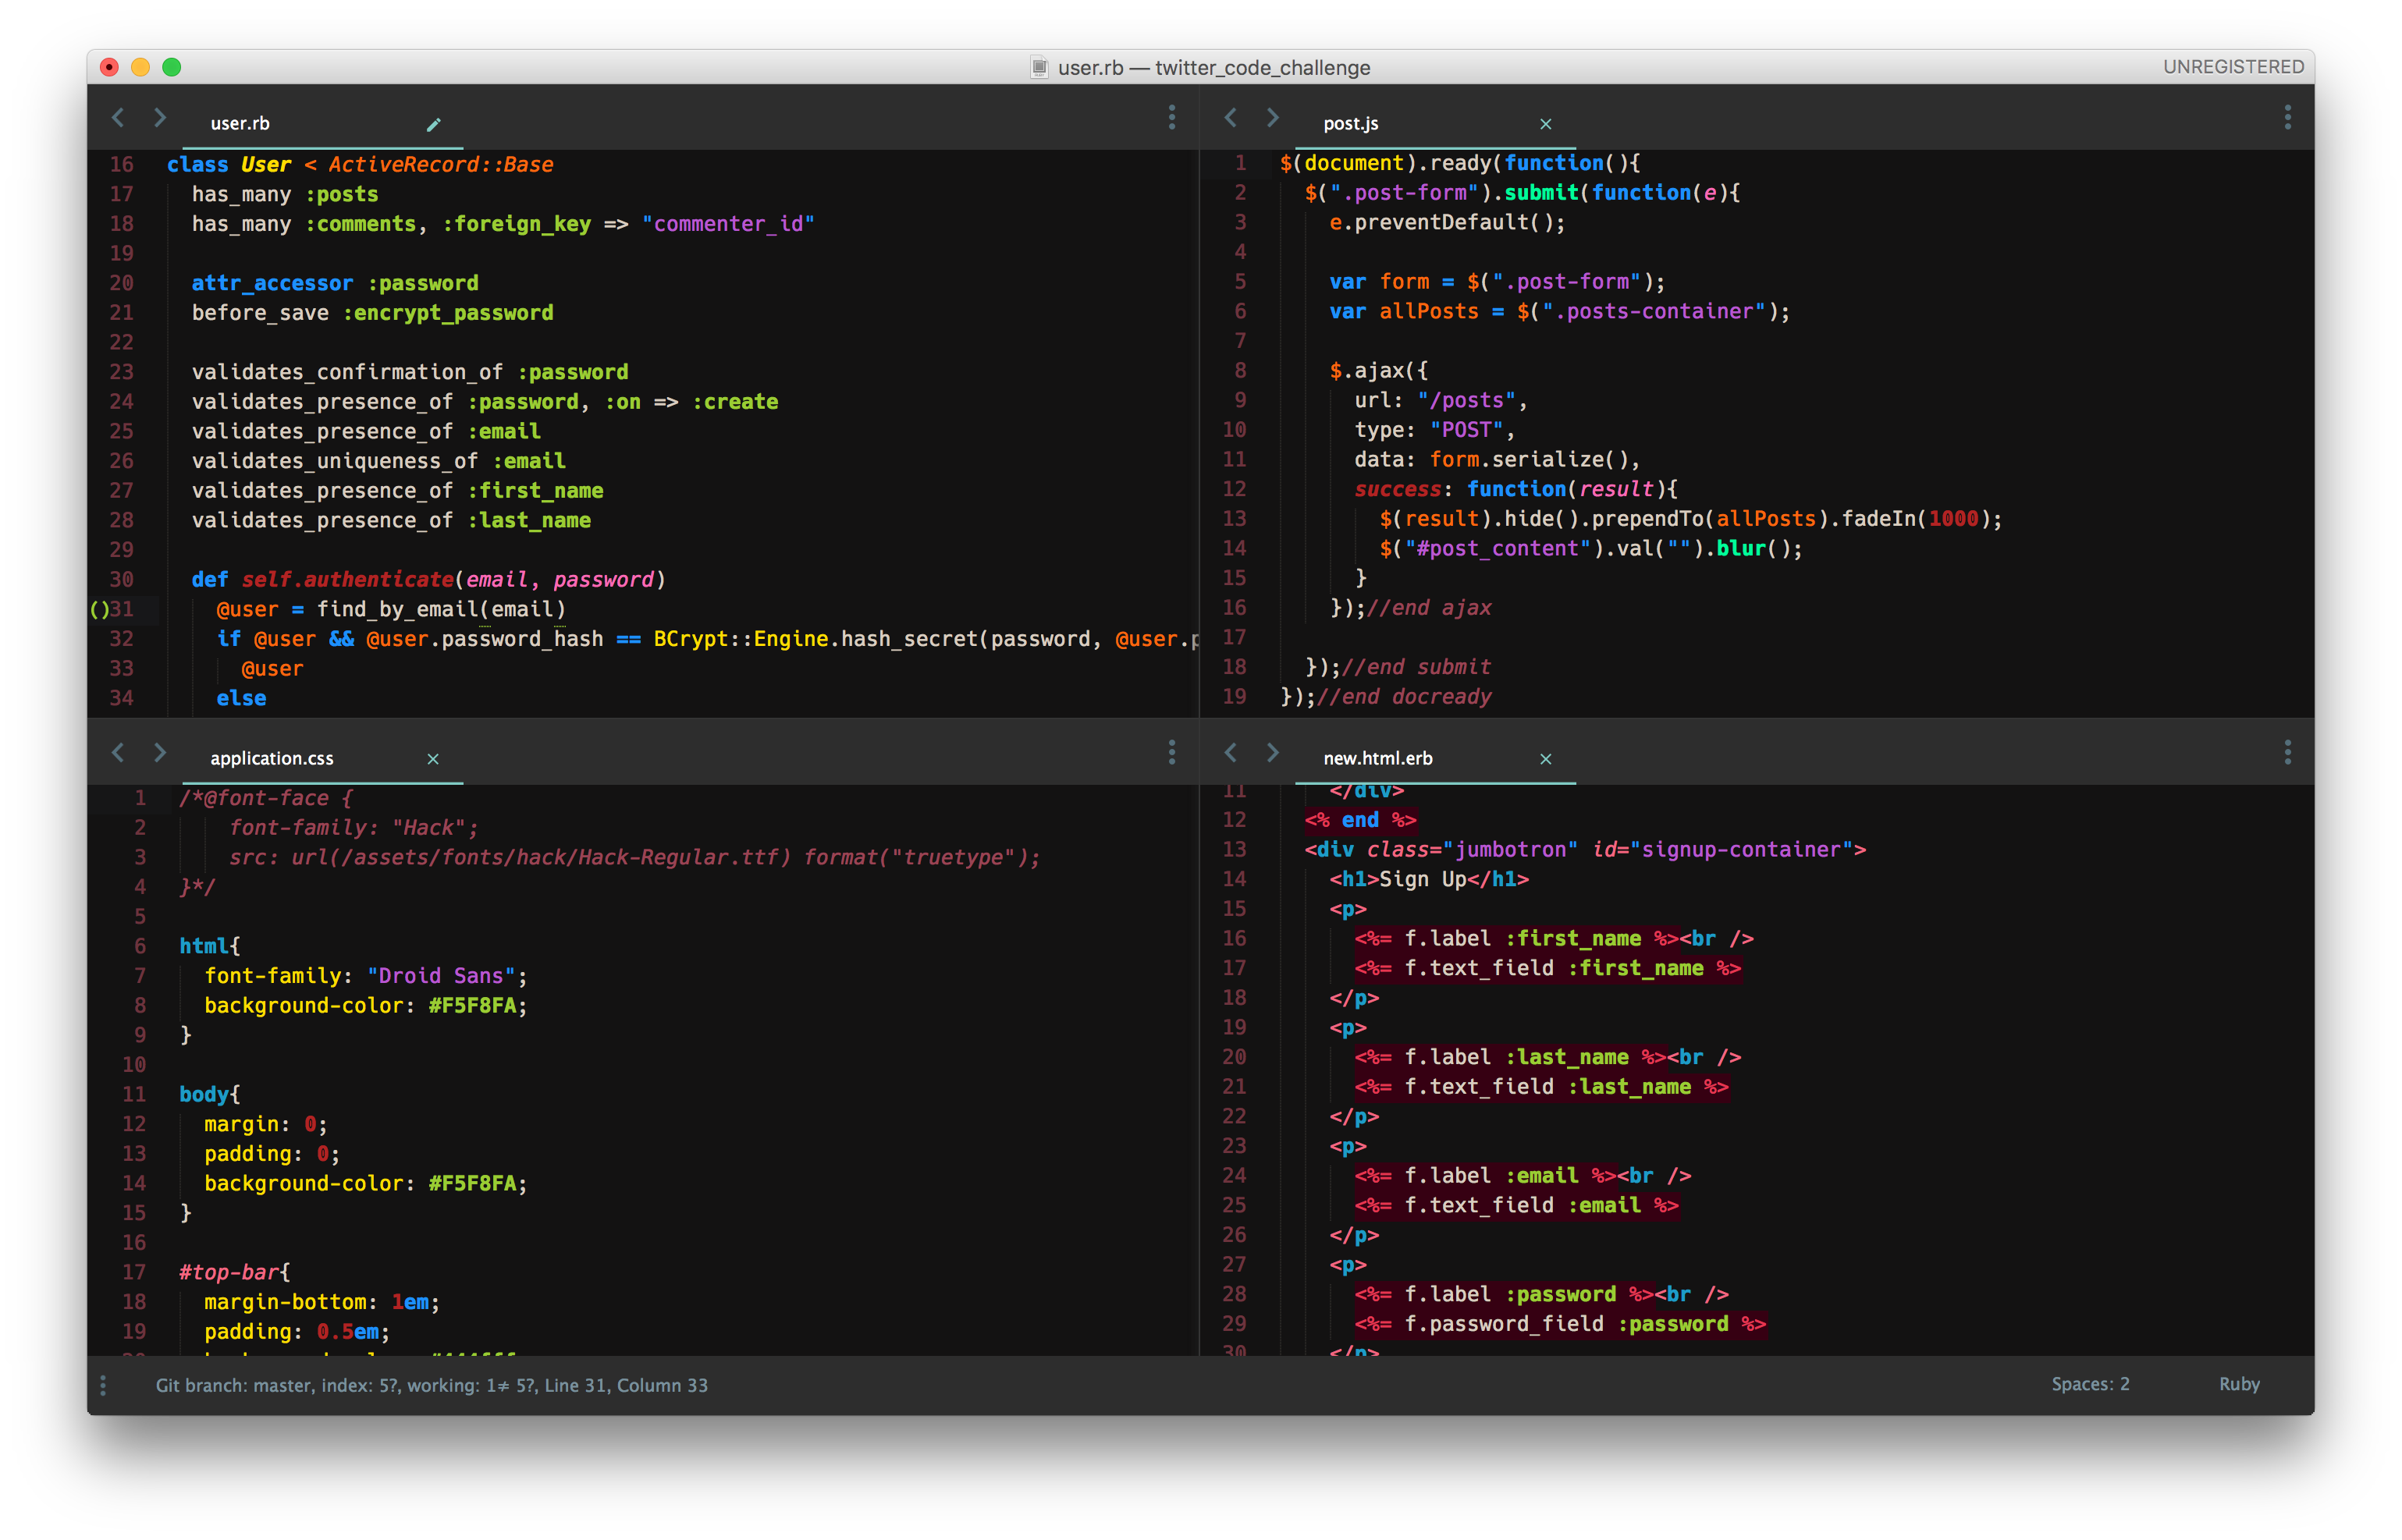 user.rb — twitter_code_challenge
UNREGISTERED
user.rb
16 class User < ActiveRecord::Base
17 has_many :posts
18 has_many :comments, :foreign_key => "commenter_id"
19
20 attr_accessor :password
21 before_save :encrypt_password
22
23 validates_confirmation_of :password
24 validates_presence_of :password, :on => :create
25 validates_presence_of :email
26 validates_uniqueness_of :email
27 validates_presence_of :first_name
28 validates_presence_of :last_name
29
30 def self.authenticate(email, password)
()31 @user = find_by_email(email)
32 if @user && @user.password_hash == BCrypt::Engine.hash_secret(password, @user.p
33 @user
34 else
post.js
1 $(document).ready(function(){
2 $(".post-form").submit(function(e){
3 e.preventDefault();
4
5 var form = $(".post-form");
6 var allPosts = $(".posts-container");
7
8 $.ajax({
9 url: "/posts",
10 type: "POST",
11 data: form.serialize(),
12 success: function(result){
13 $(result).hide().prependTo(allPosts).fadeIn(1000);
14 $("#post_content").val("").blur();
15 }
16 });//end ajax
17
18 });//end submit
19 });//end docready
application.css
1 /*@font-face {
2 font-family: "Hack";
3 src: url(/assets/fonts/hack/Hack-Regular.ttf) format("truetype");
4 }*/
5
6 html{
7 font-family: "Droid Sans";
8 background-color: #F5F8FA;
9 }
10
11 body{
12 margin: 0;
13 padding: 0;
14 background-color: #F5F8FA;
15 }
16
17 #top-bar{
18 margin-bottom: 1em;
19 padding: 0.5em;
new.html.erb
11 </div>
12 <% end %>
13 <div class="jumbotron" id="signup-container">
14 <h1>Sign Up</h1>
15 <p>
16 <%= f.label :first_name %><br />
17 <%= f.text_field :first_name %>
18 </p>
19 <p>
20 <%= f.label :last_name %><br />
21 <%= f.text_field :last_name %>
22 </p>
23 <p>
24 <%= f.label :email %><br />
25 <%= f.text_field :email %>
26 </p>
27 <p>
28 <%= f.label :password %><br />
29 <%= f.password_field :password %>
30 </p>
Git branch: master, index: 5?, working: 1≠ 5?, Line 31, Column 33
Spaces: 2
Ruby